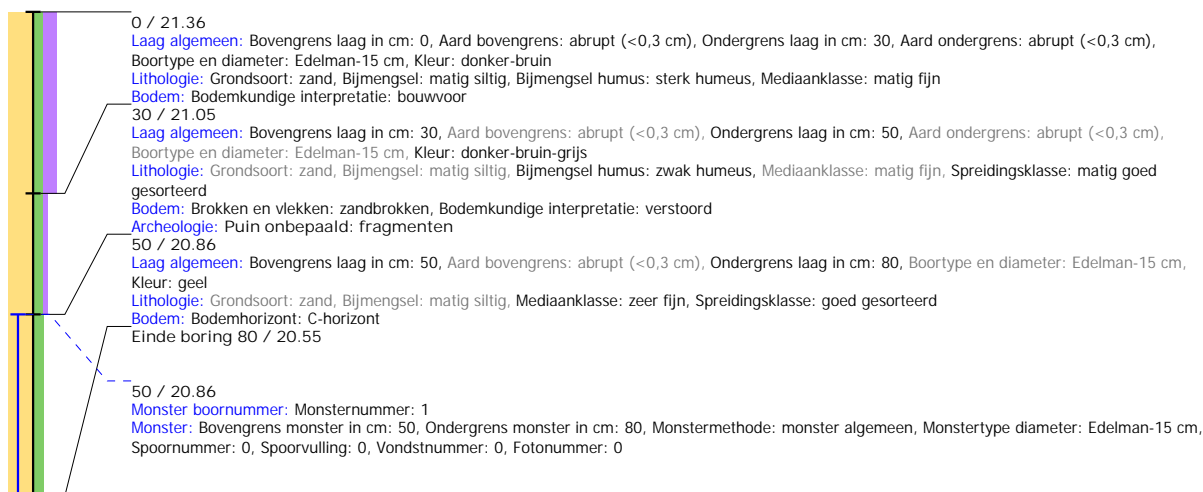 0 / 21.36
Laag algemeen: Bovengrens laag in cm: 0, Aard bovengrens: abrupt (<0,3 cm), Ondergrens laag in cm: 30, Aard ondergrens: abrupt (<0,3 cm),
Boortype en diameter: Edelman-15 cm, Kleur: donker-bruin
Lithologie: Grondsoort: zand, Bijmengsel: matig siltig, Bijmengsel humus: sterk humeus, Mediaanklasse: matig fijn
Bodem: Bodemkundige interpretatie: bouwvoor
30 / 21.05
Laag algemeen: Bovengrens laag in cm: 30, Aard bovengrens: abrupt (<0,3 cm), Ondergrens laag in cm: 50, Aard ondergrens: abrupt (<0,3 cm),
Boortype en diameter: Edelman-15 cm, Kleur: donker-bruin-grijs
Lithologie: Grondsoort: zand, Bijmengsel: matig siltig, Bijmengsel humus: zwak humeus, Mediaanklasse: matig fijn, Spreidingsklasse: matig goed
gesorteerd
Bodem: Brokken en vlekken: zandbrokken, Bodemkundige interpretatie: verstoord
Archeologie: Puin onbepaald: fragmenten
50 / 20.86
Laag algemeen: Bovengrens laag in cm: 50, Aard bovengrens: abrupt (<0,3 cm), Ondergrens laag in cm: 80, Boortype en diameter: Edelman-15 cm,
Kleur: geel
Lithologie: Grondsoort: zand, Bijmengsel: matig siltig, Mediaanklasse: zeer fijn, Spreidingsklasse: goed gesorteerd
Bodem: Bodemhorizont: C-horizont
Einde boring 80 / 20.55
50 / 20.86
Monster boornummer: Monsternummer: 1
Monster: Bovengrens monster in cm: 50, Ondergrens monster in cm: 80, Monstermethode: monster algemeen, Monstertype diameter: Edelman-15 cm,
Spoornummer: 0, Spoorvulling: 0, Vondstnummer: 0, Fotonummer: 0